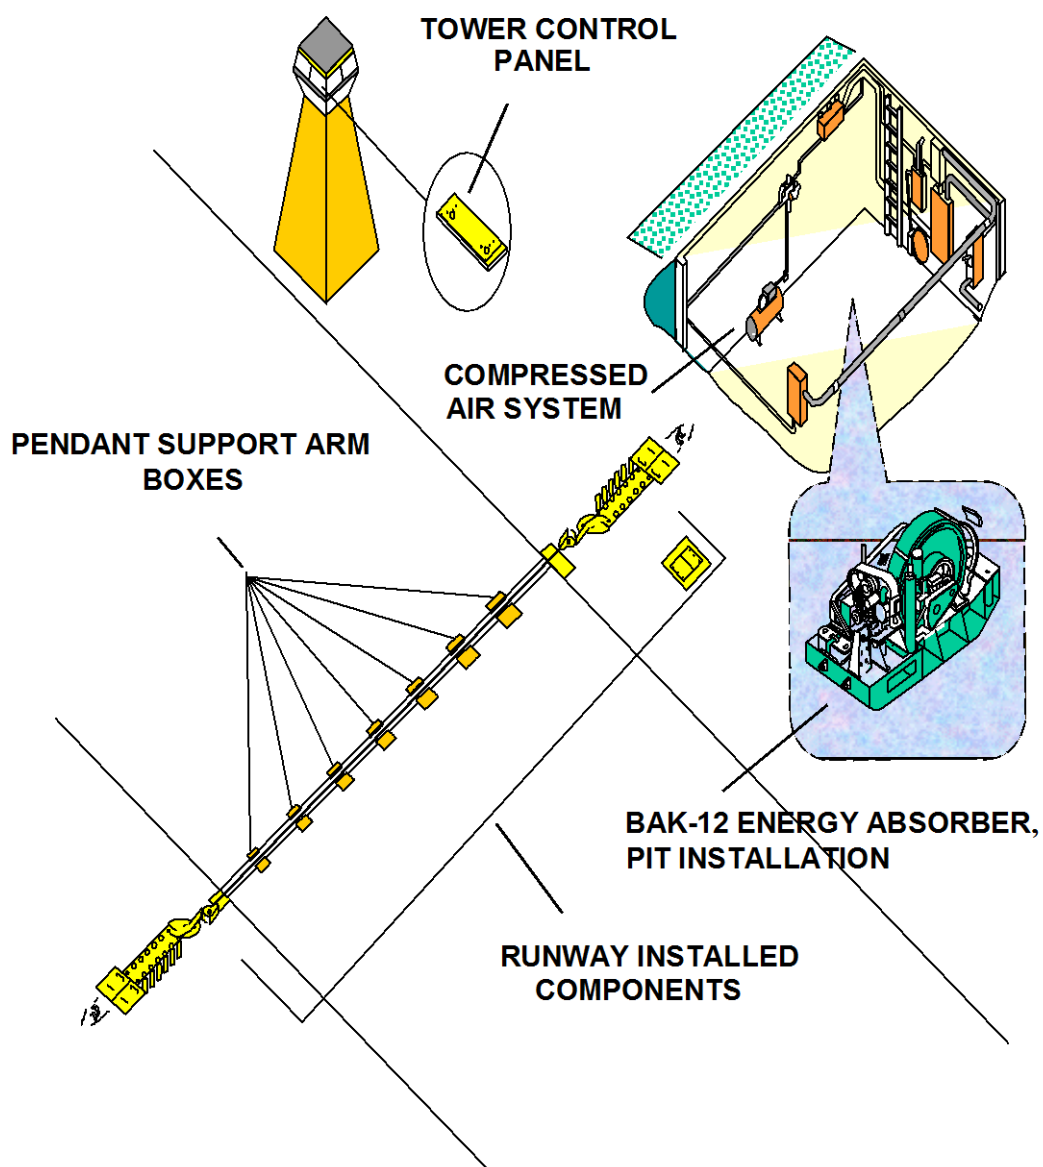 TOWER CONTROL
PANEL
COMPRESSED
AIR SYSTEM
PENDANT SUPPORT ARM
BOXES
BAK-12 ENERGY ABSORBER,
PIT INSTALLATION
RUNWAY INSTALLED
COMPONENTS